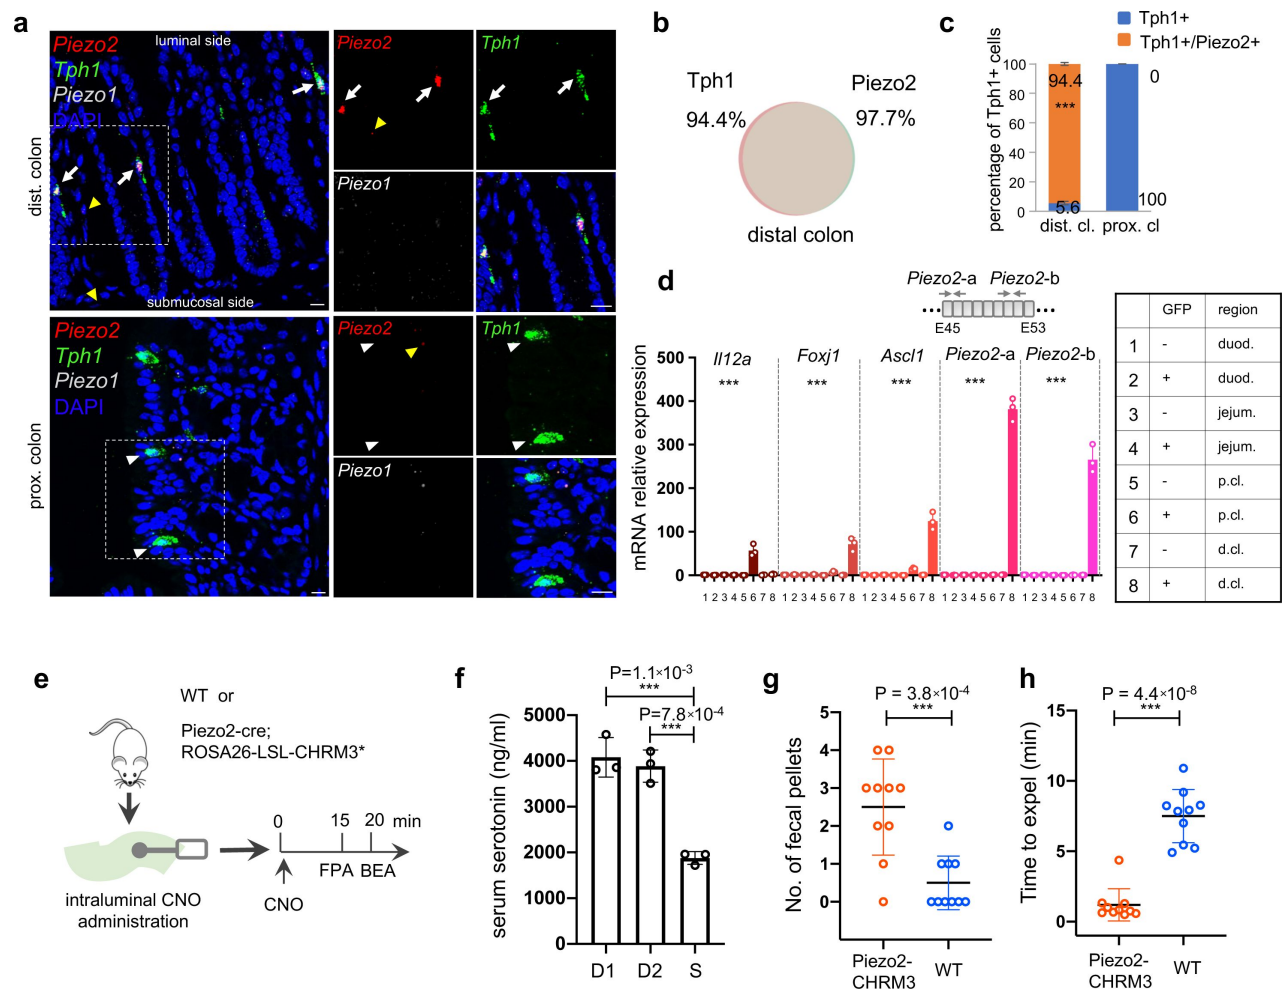 a
Piezo2
Tph1
Piezo1
DAPI
luminal side
submucosal side
dist. colon
Piezo2
Tph1
Piezo1
Piezo2
Tph1
Piezo1
DAPI
prox. colon
Piezo2
Tph1
Piezo1
b
Tph1
94.4%
Piezo2
97.7%
distal colon
c
Tph1+
Tph1+/Piezo2+
percentage of Tph1+ cells
100
80
60
40
20
0
94.4
***
5.6
0
100
dist. cl. prox. cl
d
Piezo2-a Piezo2-b
E45 E53
mRNA relative expression
500
400
300
200
100
0
Il12a Foxj1 Ascl1 Piezo2-a Piezo2-b
*** *** *** *** ***
1 2 3 4 5 6 7 8 1 2 3 4 5 6 7 8 1 2 3 4 5 6 7 8 1 2 3 4 5 6 7 8 1 2 3 4 5 6 7 8
GFP region
1 - duod.
2 + duod.
3 - jejum.
4 + jejum.
5 - p.cl.
6 + p.cl.
7 - d.cl.
8 + d.cl.
e
WT or
Piezo2-cre;
ROSA26-LSL-CHRM3*
intraluminal CNO
administration
0 15 20 min
FPA BEA
CNO
f
P=1.1×10-3
***
P=7.8×10-4
***
serum serotonin (ng/ml)
5000
4000
3000
2000
1000
0
D1 D2 S
g
P = 3.8×10-4
***
No. of fecal pellets
5
4
3
2
1
0
Piezo2-
CHRM3
WT
h
P = 4.4×10-8
***
Time to expel (min)
15
10
5
0
Piezo2-
CHRM3
WT